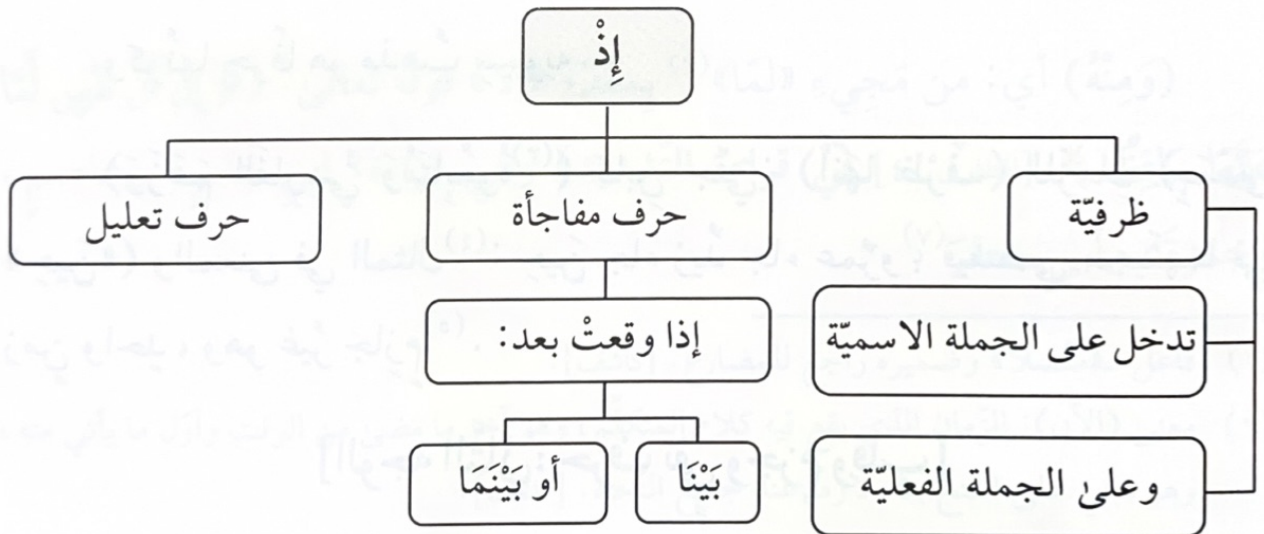 إِذْ
ظرفيّة
حرف مفاجأة
حرف تعليل
تدخل على الجملة الاسميّة
إذا وقعتْ بعد:
وعلىٰ الجملة الفعليّة
بَيْنَا
أو بَيْنَمَا